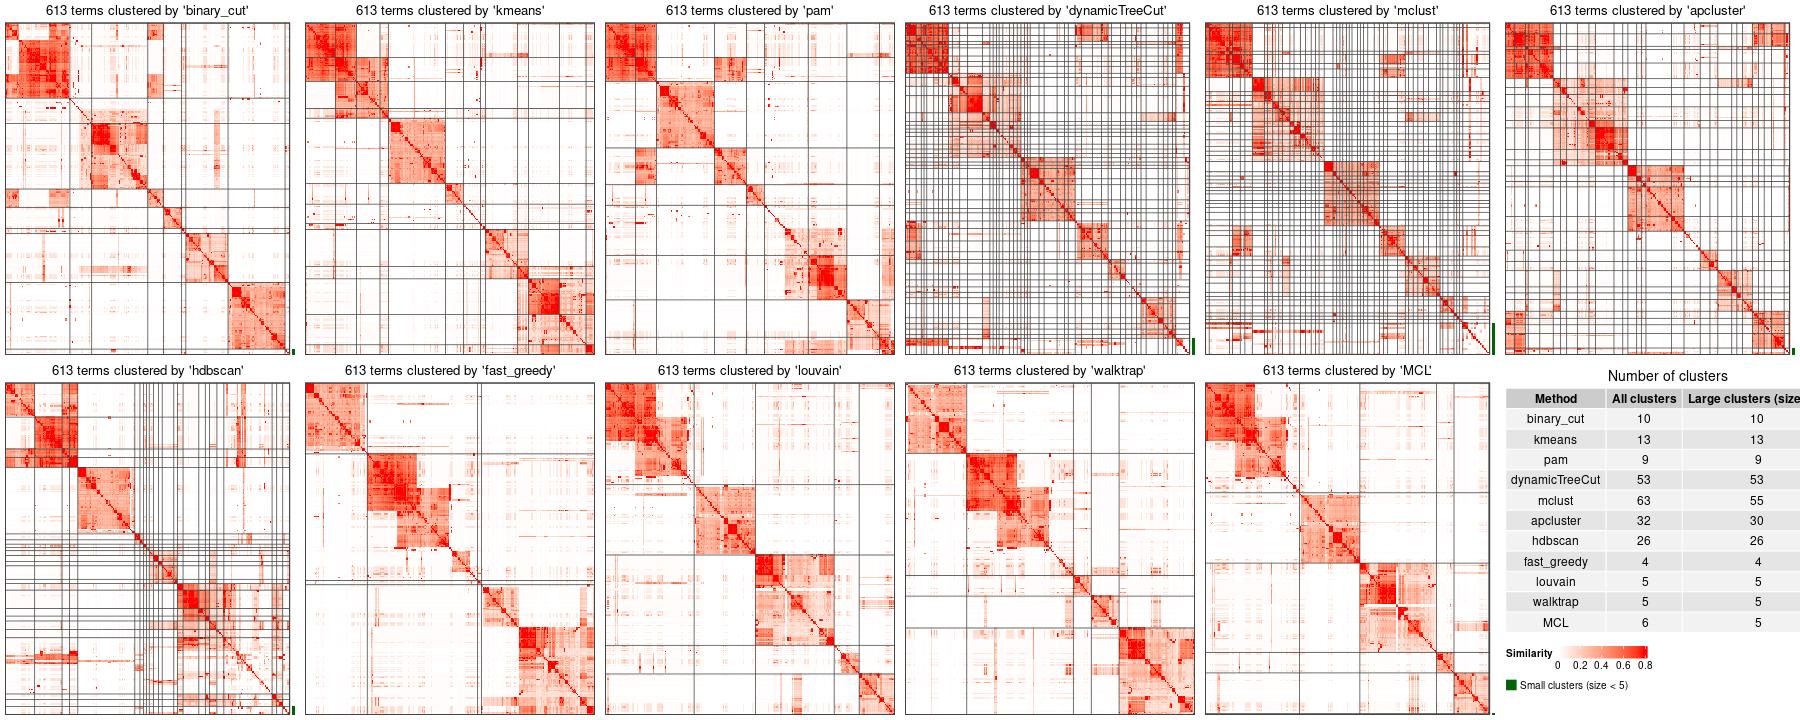 613 terms clustered by 'binary_cut'
613 terms clustered by 'kmeans'
613 terms clustered by 'pam'
613 terms clustered by 'dynamicTreeCut'
613 terms clustered by 'mclust'
613 terms clustered by 'apcluster'
613 terms clustered by 'hdbscan'
613 terms clustered by 'fast_greedy'
613 terms clustered by 'louvain'
613 terms clustered by 'walktrap'
613 terms clustered by 'MCL'
Number of clusters
Method All clusters Large clusters (size
binary_cut 10 10
kmeans 13 13
pam 9 9
dynamicTreeCut 53 53
mclust 63 55
apcluster 32 30
hdbscan 26 26
fast_greedy 4 4
louvain 5 5
walktrap 5 5
MCL 6 5
Similarity
0 0.2 0.4 0.6 0.8
Small clusters (size < 5)